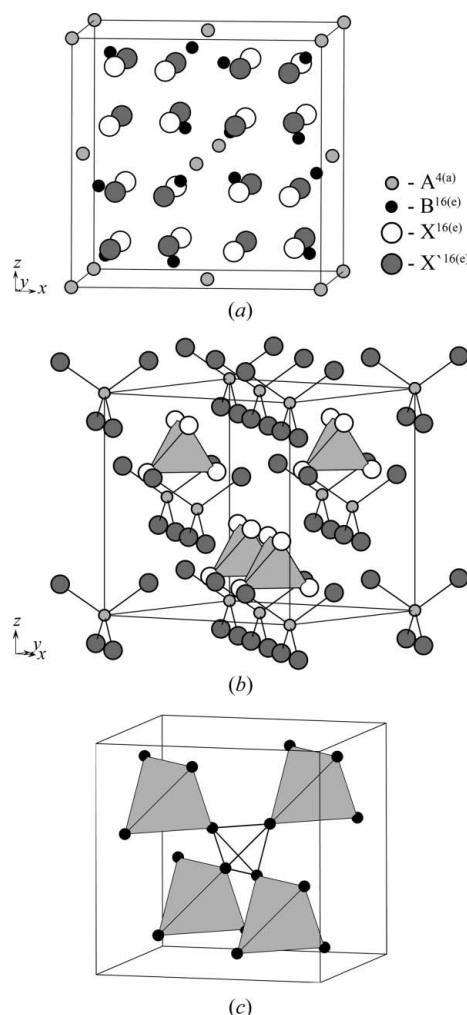 - A4(a)
- B16(e)
- X16(e)
- X`16(e)
z
y x
(a)
z
y
x
(b)
(c)